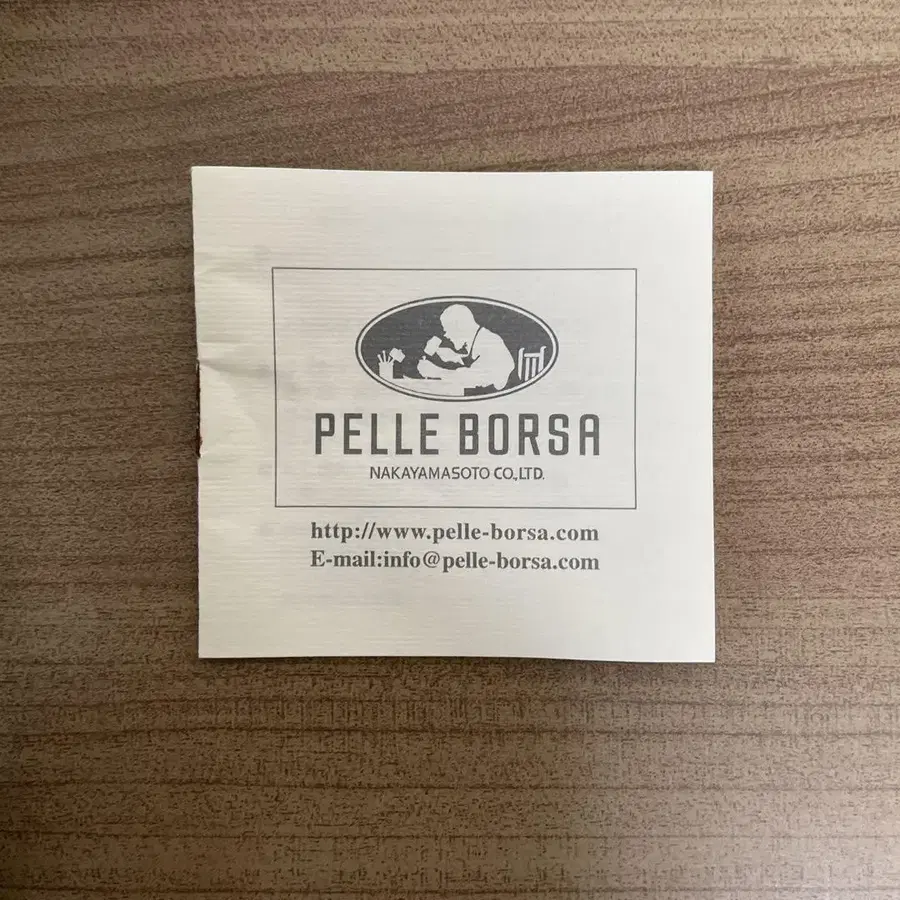 PELLE BORSA
NAKAYAMASOTO CO.,LTD.
http://www.pelle-borsa.com
E-mail:info@pelle-borsa.com